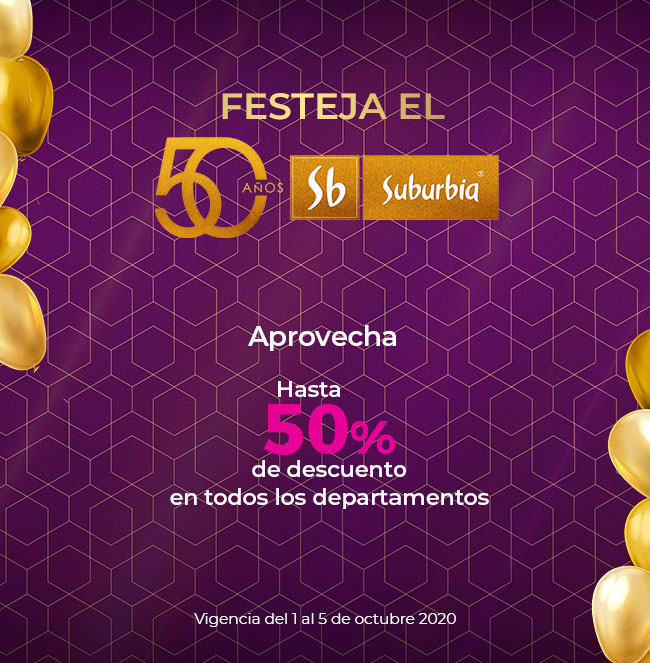 FESTEJA EL
50 AÑOS Sb Suburbia®
Aprovecha
Hasta
50%
de descuento
en todos los departamentos
Vigencia del 1 al 5 de octubre 2020